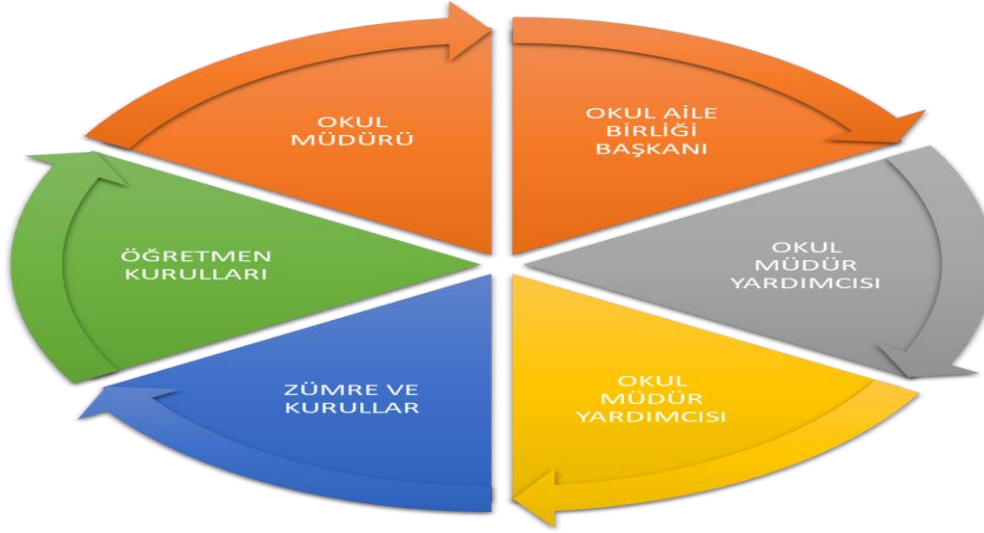 OKUL
MÜDÜRÜ
OKUL AİLE
BİRLİĞİ
BAŞKANI
ÖĞRETMEN
KURULLARI
OKUL
MÜDÜR
YARDIMCISI
ZÜMRE VE
KURULLAR
OKUL
MÜDÜR
YARDIMCISI